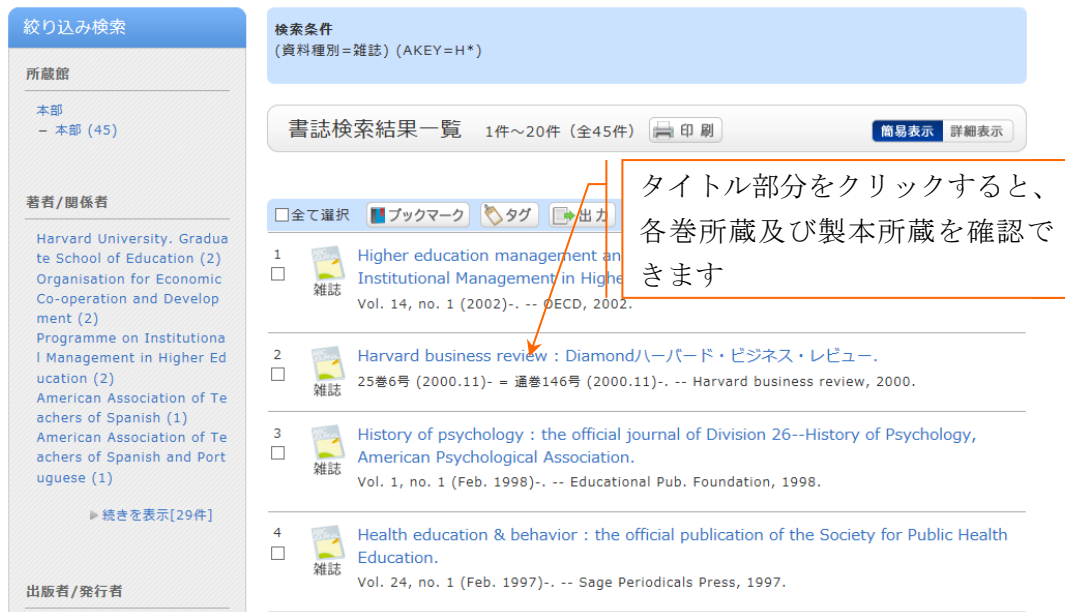 絞り込み検索
所蔵館
本部
− 本部 (45)
著者/関係者
Harvard University. Gradua
te School of Education (2)
Organisation for Economic
Co-operation and Develop
ment (2)
Programme on Institutiona
l Management in Higher Ed
ucation (2)
American Association of Te
achers of Spanish (1)
American Association of Te
achers of Spanish and Port
uguese (1)
▶続きを表示[29件]
出版者/発行者
検索条件
(資料種別=雑誌) (AKEY=H*)
書誌検索結果一覧 1件～20件 (全45件) 印刷 簡易表示 詳細表示
タイトル部分をクリックすると、
各巻所蔵及び製本所蔵を確認で
きます
全て選択 ブックマーク タグ 出力
1
雑誌
Higher education management an
Institutional Management in Highe
Vol. 14, no. 1 (2002)-. -- OECD, 2002.
2
雑誌
Harvard business review : Diamondハーバード・ビジネス・レビュー.
25巻6号 (2000.11)- = 通巻146号 (2000.11)-. -- Harvard business review, 2000.
3
雑誌
History of psychology : the official journal of Division 26--History of Psychology,
American Psychological Association.
Vol. 1, no. 1 (Feb. 1998)-. -- Educational Pub. Foundation, 1998.
4
雑誌
Health education & behavior : the official publication of the Society for Public Health
Education.
Vol. 24, no. 1 (Feb. 1997)-. -- Sage Periodicals Press, 1997.